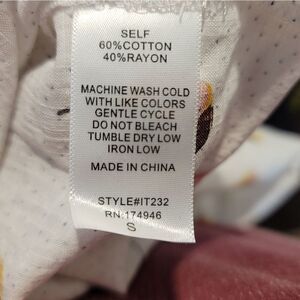 SELF
60%COTTON
40%RAYON
MACHINE WASH COLD
WITH LIKE COLORS
GENTLE CYCLE
DO NOT BLEACH
TUMBLE DRY LOW
IRON LOW
MADE IN CHINA
STYLE#IT232
RN:174946
S